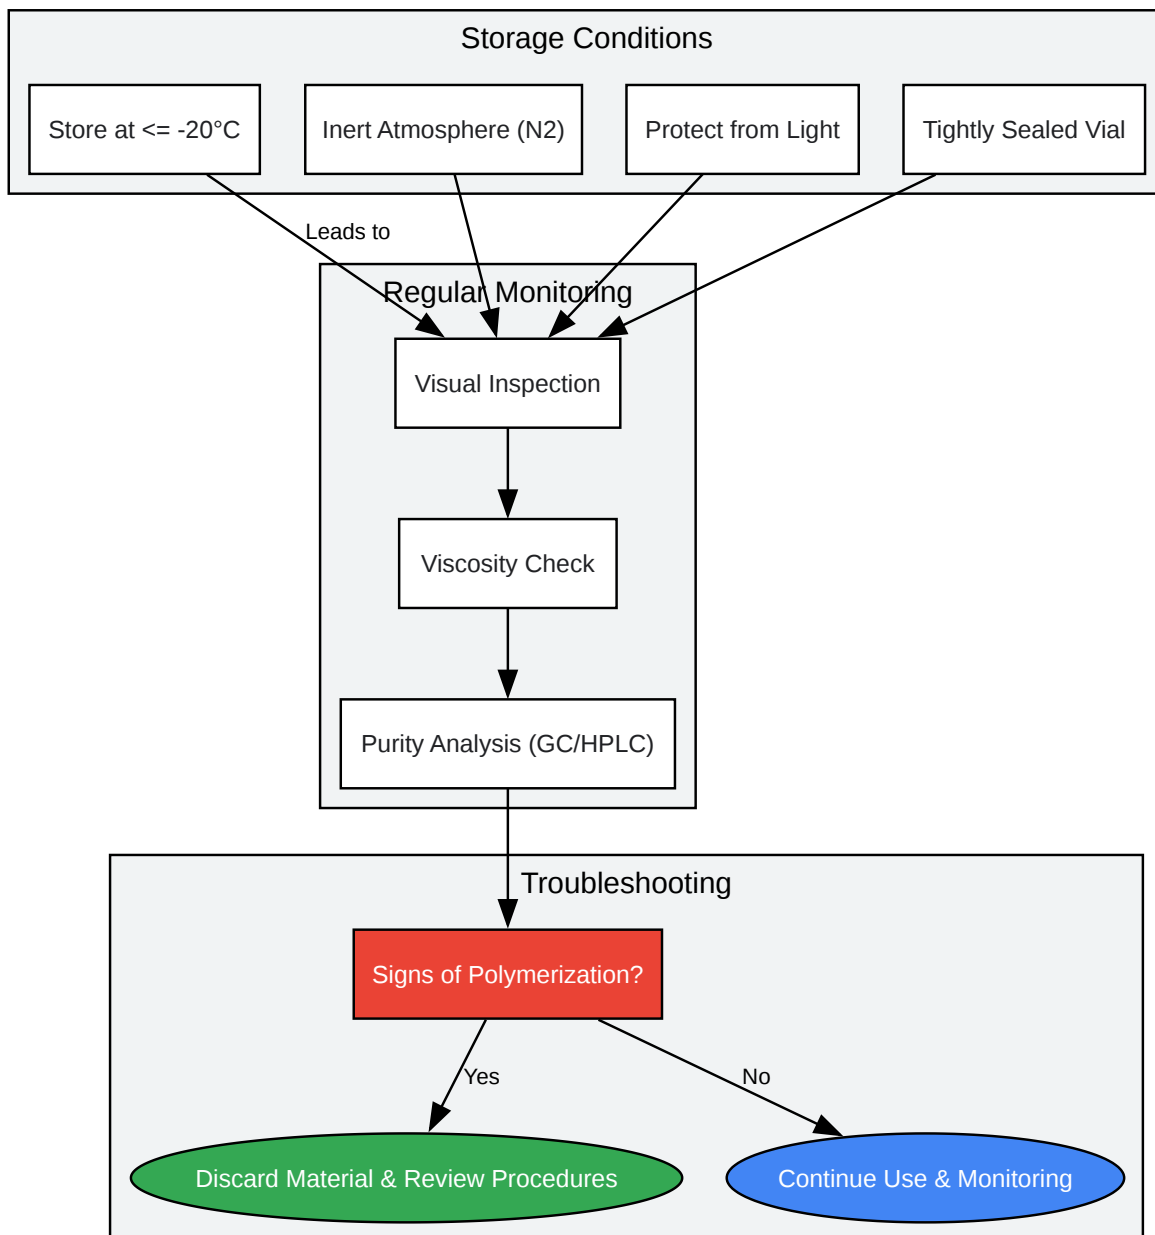 Storage Conditions
Store at <= -20°C
Inert Atmosphere (N2)
Protect from Light
Tightly Sealed Vial
Leads to
Regular Monitoring
Visual Inspection
Viscosity Check
Purity Analysis (GC/HPLC)
Troubleshooting
Signs of Polymerization?
Yes
No
Discard Material & Review Procedures
Continue Use & Monitoring